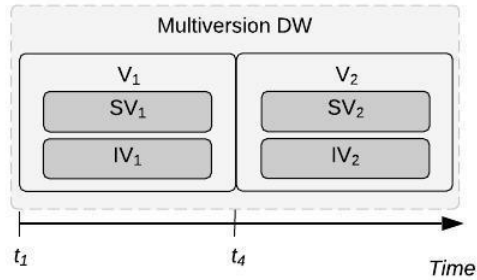 Multiversion DW
V1 V2
SV1 SV2
IV1 IV2
t1 t4
Time